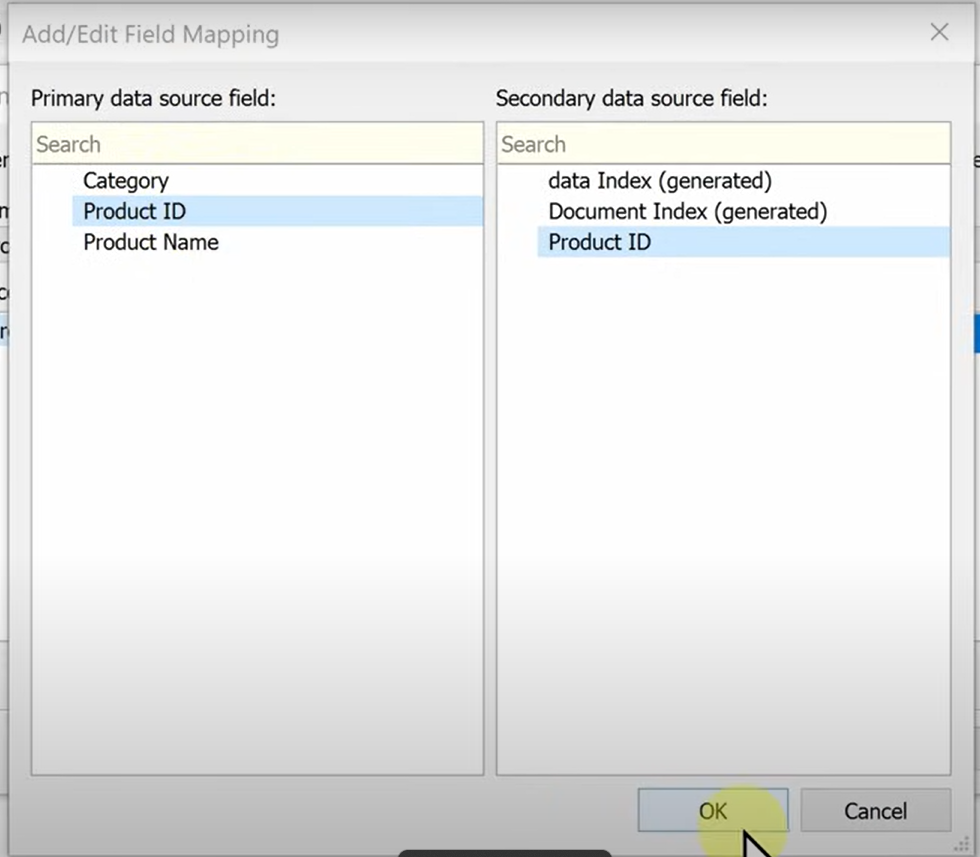 Add/Edit Field Mapping
Primary data source field:
Secondary data source field:
Search
Search
Category
Product ID
Product Name
data Index (generated)
Document Index (generated)
Product ID
OK
Cancel